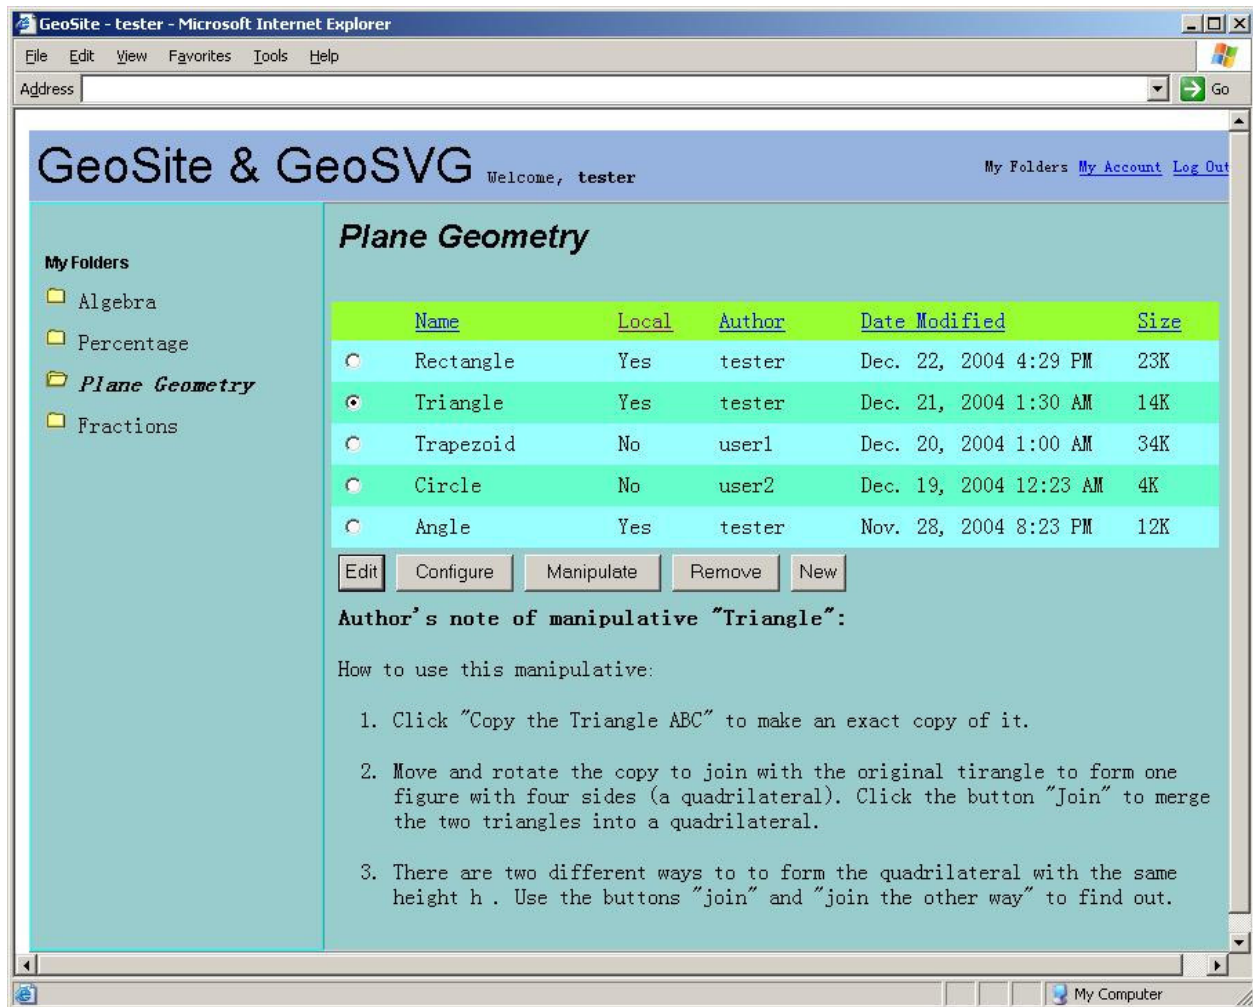 GeoSite - tester - Microsoft Internet Explorer
File Edit View Favorites Tools Help
Address Go
GeoSite & GeoSVG Welcome, tester My Folders My Account Log Out
Plane Geometry
My Folders
Algebra
Percentage
Plane Geometry
Fractions
Name Local Author Date Modified Size
Rectangle Yes tester Dec. 22, 2004 4:29 PM 23K
Triangle Yes tester Dec. 21, 2004 1:30 AM 14K
Trapezoid No user1 Dec. 20, 2004 1:00 AM 34K
Circle No user2 Dec. 19, 2004 12:23 AM 4K
Angle Yes tester Nov. 28, 2004 8:23 PM 12K
Edit Configure Manipulate Remove New
Author's note of manipulative "Triangle":
How to use this manipulative:
1. Click "Copy the Triangle ABC" to make an exact copy of it.
2. Move and rotate the copy to join with the original tirangle to form one
figure with four sides (a quadrilateral). Click the button "Join" to merge
the two triangles into a quadrilateral.
3. There are two different ways to to form the quadrilateral with the same
height h . Use the buttons "join" and "join the other way" to find out.
My Computer